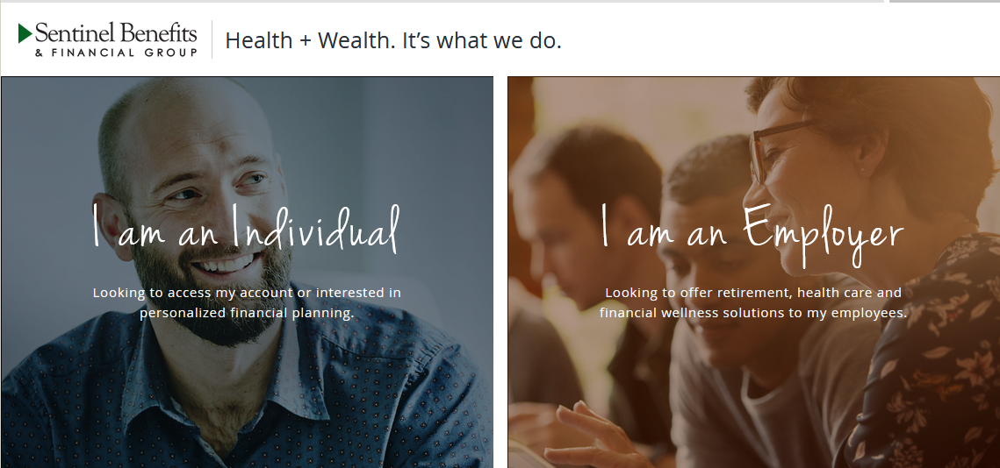 Sentinel Benefits
& FINANCIAL GROUP
Health + Wealth. It’s what we do.
I am an Individual
Looking to access my account or interested in
personalized financial planning.
I am an Employer
Looking to offer retirement, health care and
financial wellness solutions to my employees.